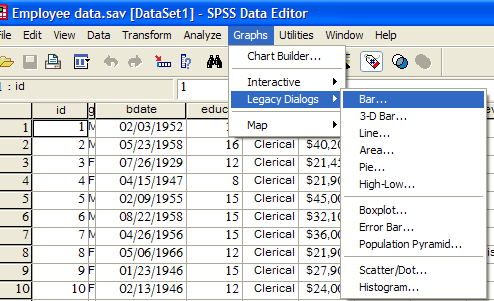 Employee data.sav [DataSet1] - SPSS Data Editor
Edit View Data Transform Analyze Graphs Utilities Window Help
Chart Builder...
Interactive
Legacy Dialogs
Map
Bar...
3-D Bar...
Line...
Area...
Pie...
High-Low...
Boxplot...
Error Bar...
Population Pyramid...
Scatter/Dot...
Histogram...
1 : id 1
id g bdate educ
1 1 M 02/03/1952
2 2 M 05/23/1958 16 Clerical $40,2
3 3 F 07/26/1929 12 Clerical $21,4
4 4 F 04/15/1947 8 Clerical $21,90
5 5 M 02/09/1955 15 Clerical $45,00
6 6 M 08/22/1958 15 Clerical $32,10
7 7 M 04/26/1956 15 Clerical $36,00
8 8 F 05/06/1966 12 Clerical $21,90
9 9 F 01/23/1946 15 Clerical $27,90
10 10 F 02/13/1946 12 Clerical $24,00